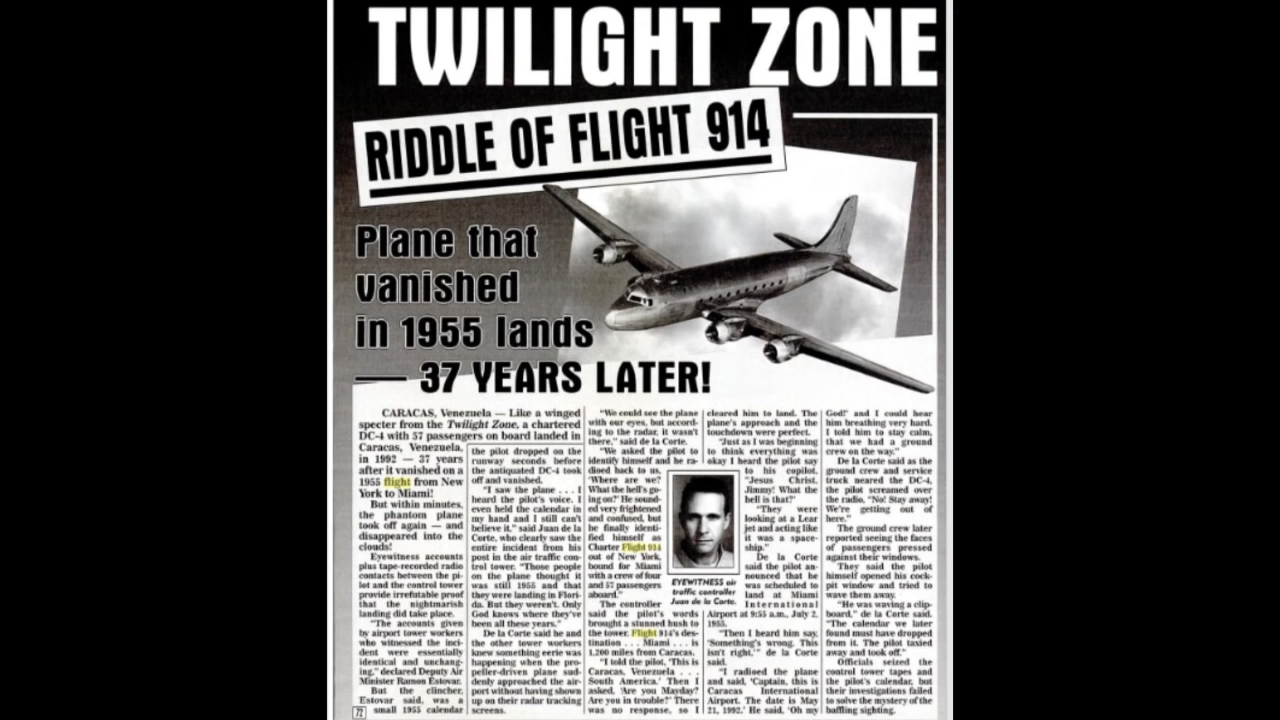 TWILIGHT ZONE
RIDDLE OF FLIGHT 914
Plane that
vanished
in 1955 lands
— 37 YEARS LATER!
CARACAS, Venezuela — Like a winged
specter from the Twilight Zone, a chartered
DC-4 with 57 passengers on board landed in
Caracas, Venezuela,
in 1992 — 37 years
after it vanished on a
1955 flight from New
York to Miami!
But within minutes,
the phantom plane
took off again — and
disappeared into the
clouds!
Eyewitness accounts
plus tape-recorded radio
contacts between the pi-
lot and the control tower
provide irrefutable proof
that the nightmarish
landing did take place.
"The accounts given
by airport tower workers
who witnessed the inci-
dent were essentially
identical and unchang-
ing," declared Deputy Air
Minister Ramon Estovar.
But the clincher,
Estovar said, was a
small 1955 calendar
72
the pilot dropped on the
runway seconds before
the antiquated DC-4 took
off and vanished.
"I saw the plane . . . I
heard the pilot's voice. I
even held the calendar in
my hand and I still can't
believe it," said Juan de la
Corte, who clearly saw the
entire incident from his
post in the air traffic con-
trol tower. "Those people
on the plane thought it
was still 1955 and that
they were landing in Flori-
da. But they weren't. Only
God knows where they've
been all these years."
De la Corte said he and
the other tower workers
knew something eerie was
happening when the pro-
peller-driven plane sud-
denly approached the air-
port without having shown
up on their radar tracking
screens.
"We could see the plane
with our eyes, but accord-
ing to the radar, it wasn't
there," said de la Corte.
"We asked the pilot to
identify himself and he ra-
dioed back to us,
'Where are we?
What the hell's go-
ing on?' He sound-
ed very frightened
and confused, but
he finally identi-
fied himself as
Charter Flight 914
out of New York,
bound for Miami
with a crew of four
and 57 passengers
aboard."
The controller
said the pilot's words
brought a stunned hush to
the tower. Flight 914's des-
tination . . . Miami . . . is
1,200 miles from Caracas.
"I told the pilot, 'This is
Caracas, Venezuela . . .
South America.' Then I
asked, 'Are you Mayday?
Are you in trouble?' There
was no response, so I
cleared him to land. The
plane's approach and the
touchdown were perfect.
"Just as I was beginning
to think everything was
okay I heard the pilot say
to his copilot,
"Jesus Christ,
Jimmy! What the
hell is that?'
"They were
looking at a Lear
jet and acting like
it was a space-
ship."
De la Corte
said the pilot an-
nounced that he
was scheduled to
land at Miami
International
Airport at 9:55 a.m., July 2,
1955.
"Then I heard him say,
'Something's wrong. This
isn't right,'" de la Corte
said.
"I radioed the plane
and said, 'Captain, this is
Caracas International
Airport. The date is May
21, 1992.' He said, 'Oh my
EYEWITNESS air
traffic controller
Juan de la Corte.
God!' and I could hear
him breathing very hard.
I told him to stay calm,
that we had a ground
crew on the way."
De la Corte said as the
ground crew and service
truck neared the DC-4,
the pilot screamed over
the radio, "No! Stay away!
We're getting out of
here."
The ground crew later
reported seeing the faces
of passengers pressed
against their windows.
They said the pilot
himself opened his cock-
pit window and tried to
wave them away.
"He was waving a clip-
board," de la Corte said.
"The calendar we later
found must have dropped
from it. The pilot taxied
away and took off."
Officials seized the
control tower tapes and
the pilot's calendar, but
their investigations failed
to solve the mystery of the
baffling sighting.